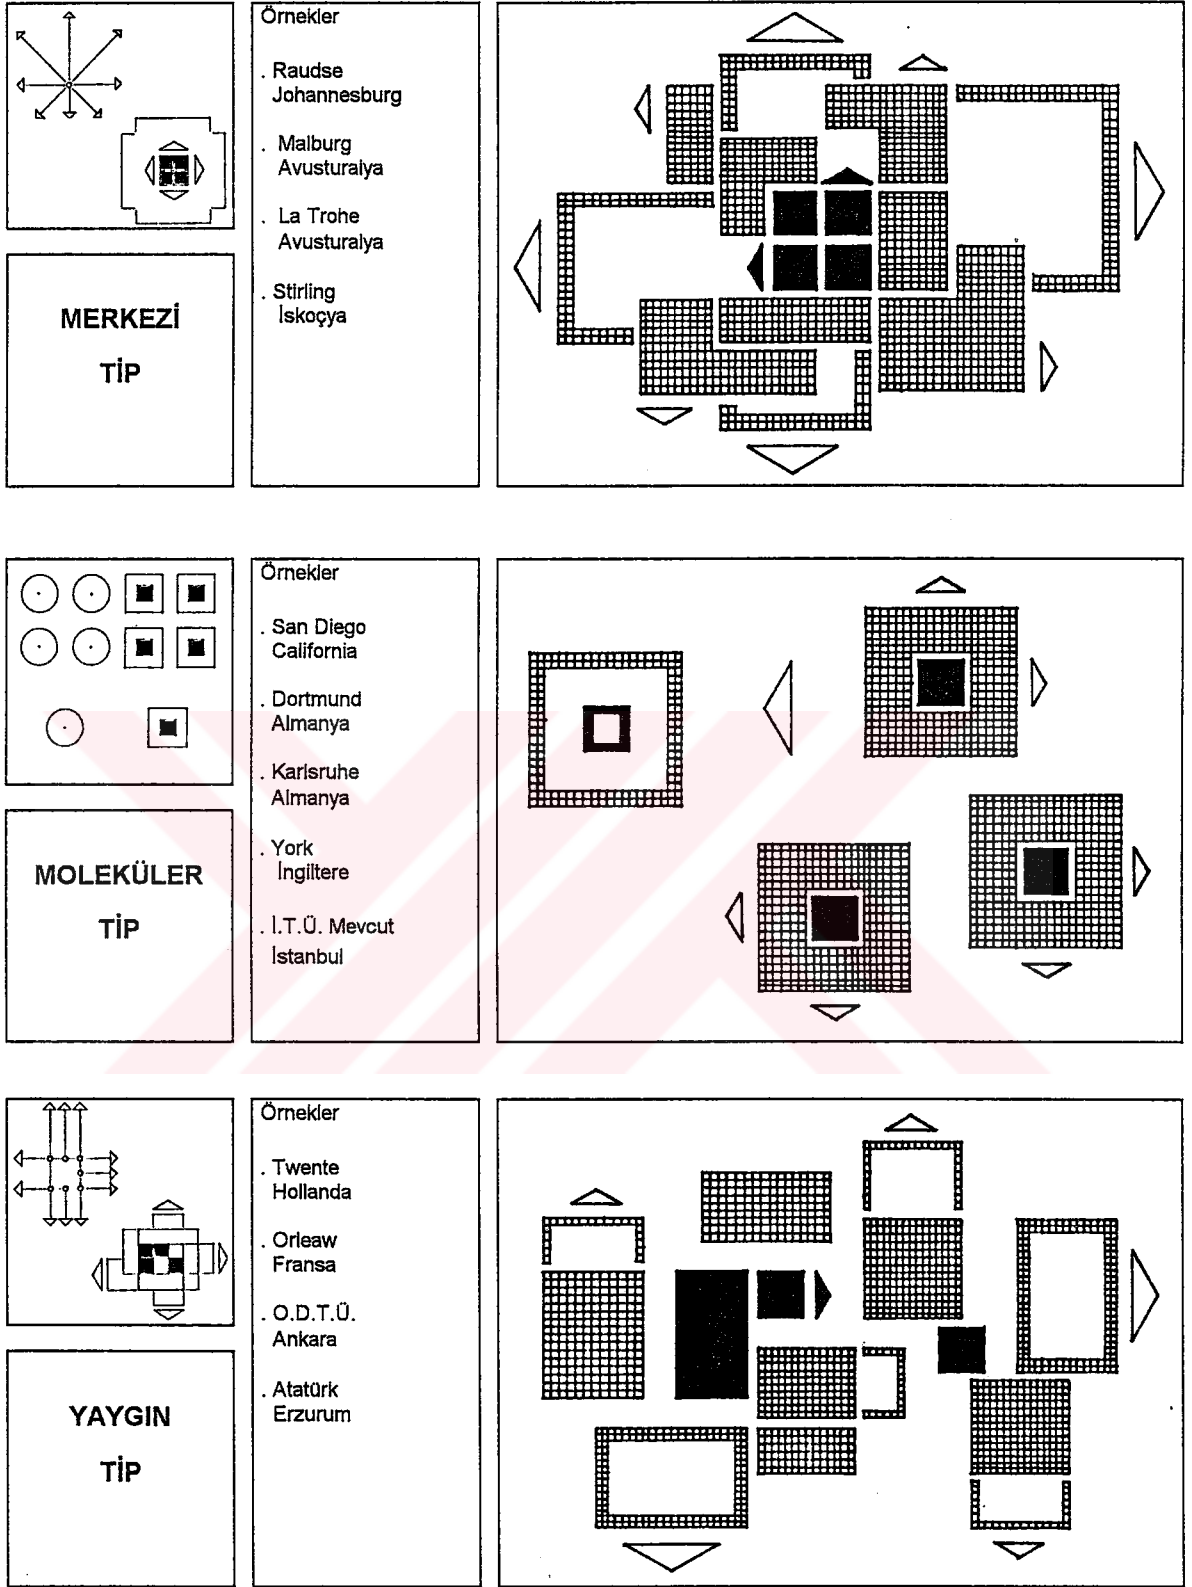 Örnekler
. Raudse
Johannesburg
. Malburg
Avusturalya
. La Trohe
Avusturalya
. Stirling
İskoçya
MERKEZİ
TİP
Örnekler
. San Diego
California
. Dortmund
Almanya
. Karlsruhe
Almanya
. York
İngiltere
. İ.T.Ü. Mevcut
İstanbul
MOLEKÜLER
TİP
Örnekler
. Twente
Hollanda
. Orleaw
Fransa
. O.D.T.Ü.
Ankara
. Atatürk
Erzurum
YAYGIN
TİP